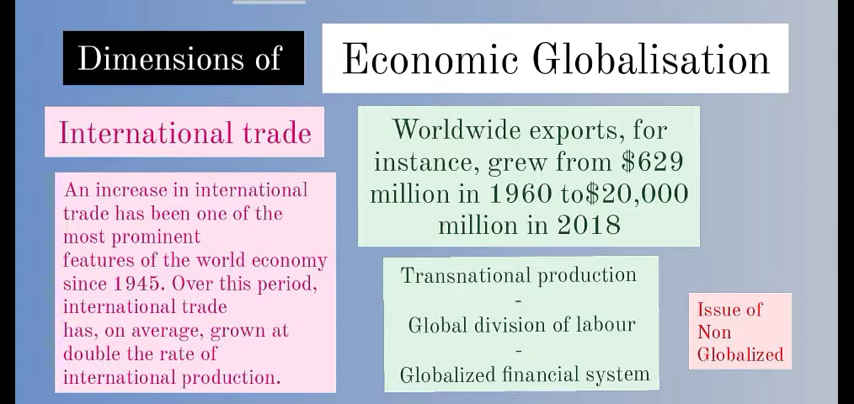 Dimensions of
Economic Globalisation
International trade
An increase in international
trade has been one of the
most prominent
features of the world economy
since 1945. Over this period,
international trade
has, on average, grown at
double the rate of
international production.
Worldwide exports, for
instance, grew from $629
million in 1960 to$20,000
million in 2018
Transnational production
-
Global division of labour
-
Globalized financial system
Issue of
Non
Globalized